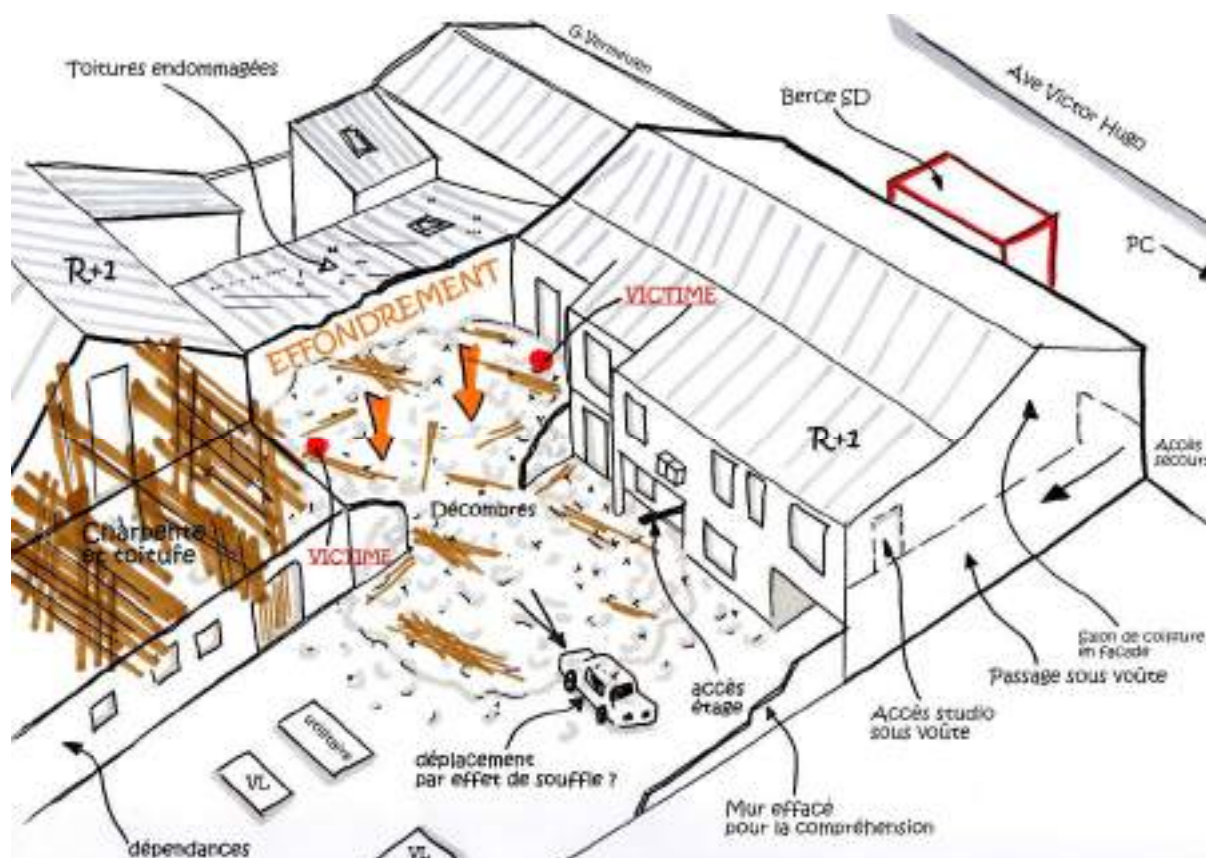 Toitures endommagées
G.Vermeulen
Ave Victor Hugo
Berce SD
PC
R+1
EFFONDREMENT
VICTIME
R+1
Accès
secours
Décombres
Charpente
et toiture
VICTIME
Salon de coiffure
en façade
Passage sous voûte
accès
étage
Accès studio
sous voûte
utilitaire
VL
déplacement
par effet de souffle ?
Mur effacé
pour la compréhension
dépendances
VL